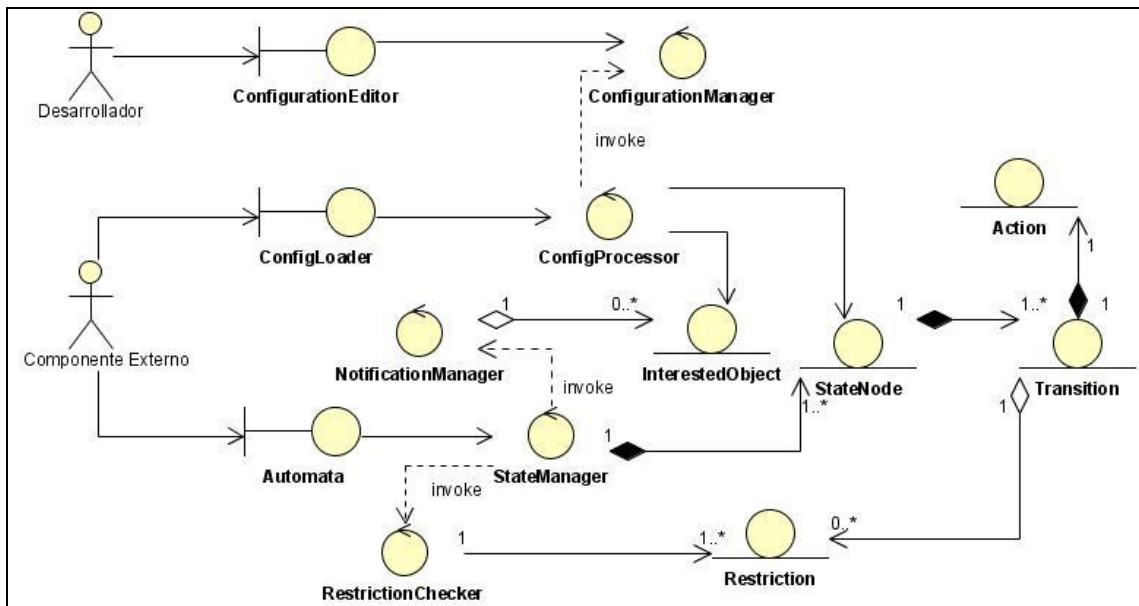 Desarrollador
ConfigurationEditor
ConfigurationManager
invoke
ConfigLoader
ConfigProcessor
Action
1
Componente Externo
1
0..*
1
1..*
1
NotificationManager
invoke
InterestedObject
StateNode
Transition
1
1..*
1
Automata
StateManager
invoke
1
1..*
0..*
RestrictionChecker
Restriction